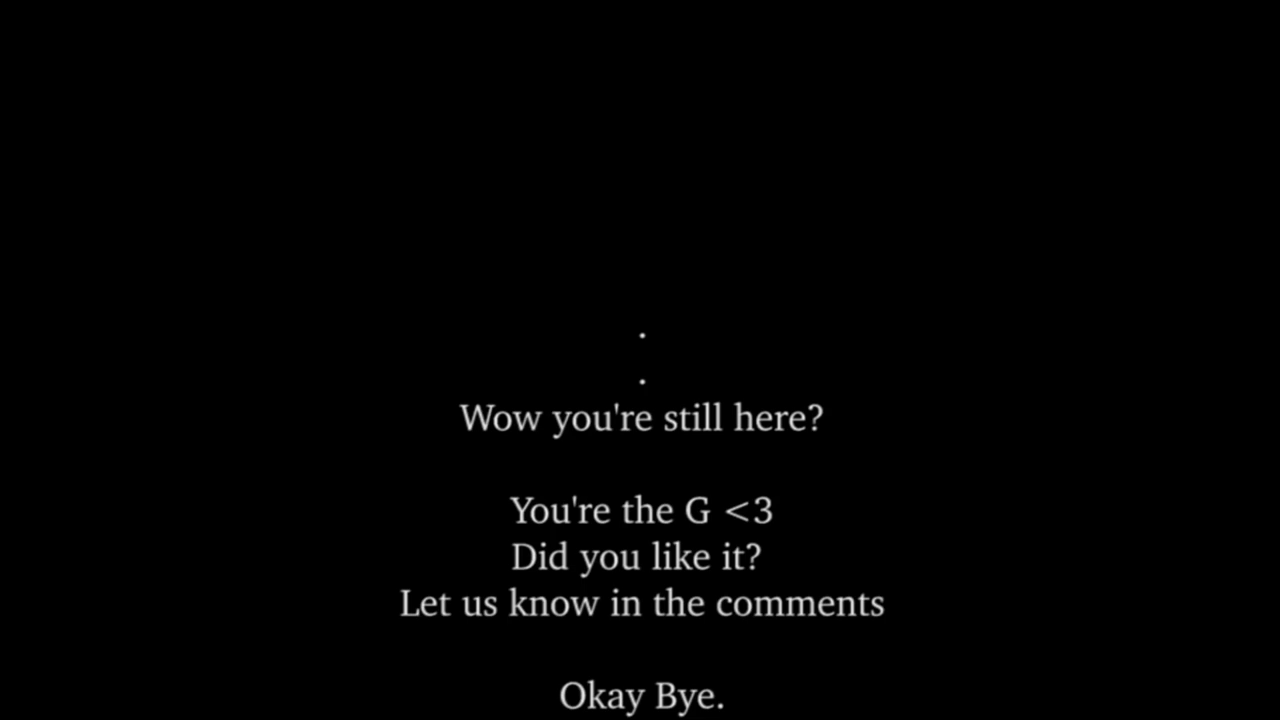 .
.
Wow you're still here?
You're the G <3
Did you like it?
Let us know in the comments
Okay Bye.